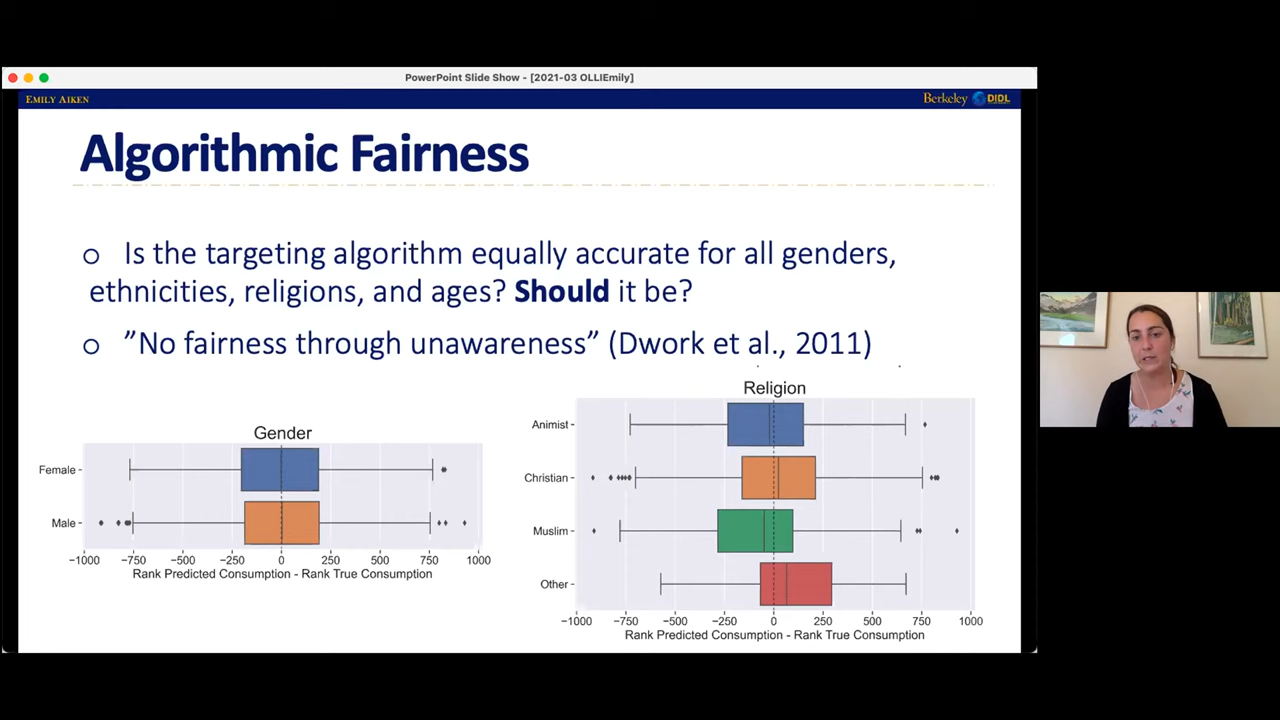 PowerPoint Slide Show - [2021-03 OLLIEmily]
EMILY AIKEN
Berkeley DIDL
Algorithmic Fairness
o Is the targeting algorithm equally accurate for all genders,
ethnicities, religions, and ages? Should it be?
o ”No fairness through unawareness” (Dwork et al., 2011)
Gender
Female
Male
−1000 −750 −500 −250 0 250 500 750 1000
Rank Predicted Consumption - Rank True Consumption
Religion
Animist
Christian
Muslim
Other
−1000 −750 −500 −250 0 250 500 750 1000
Rank Predicted Consumption - Rank True Consumption